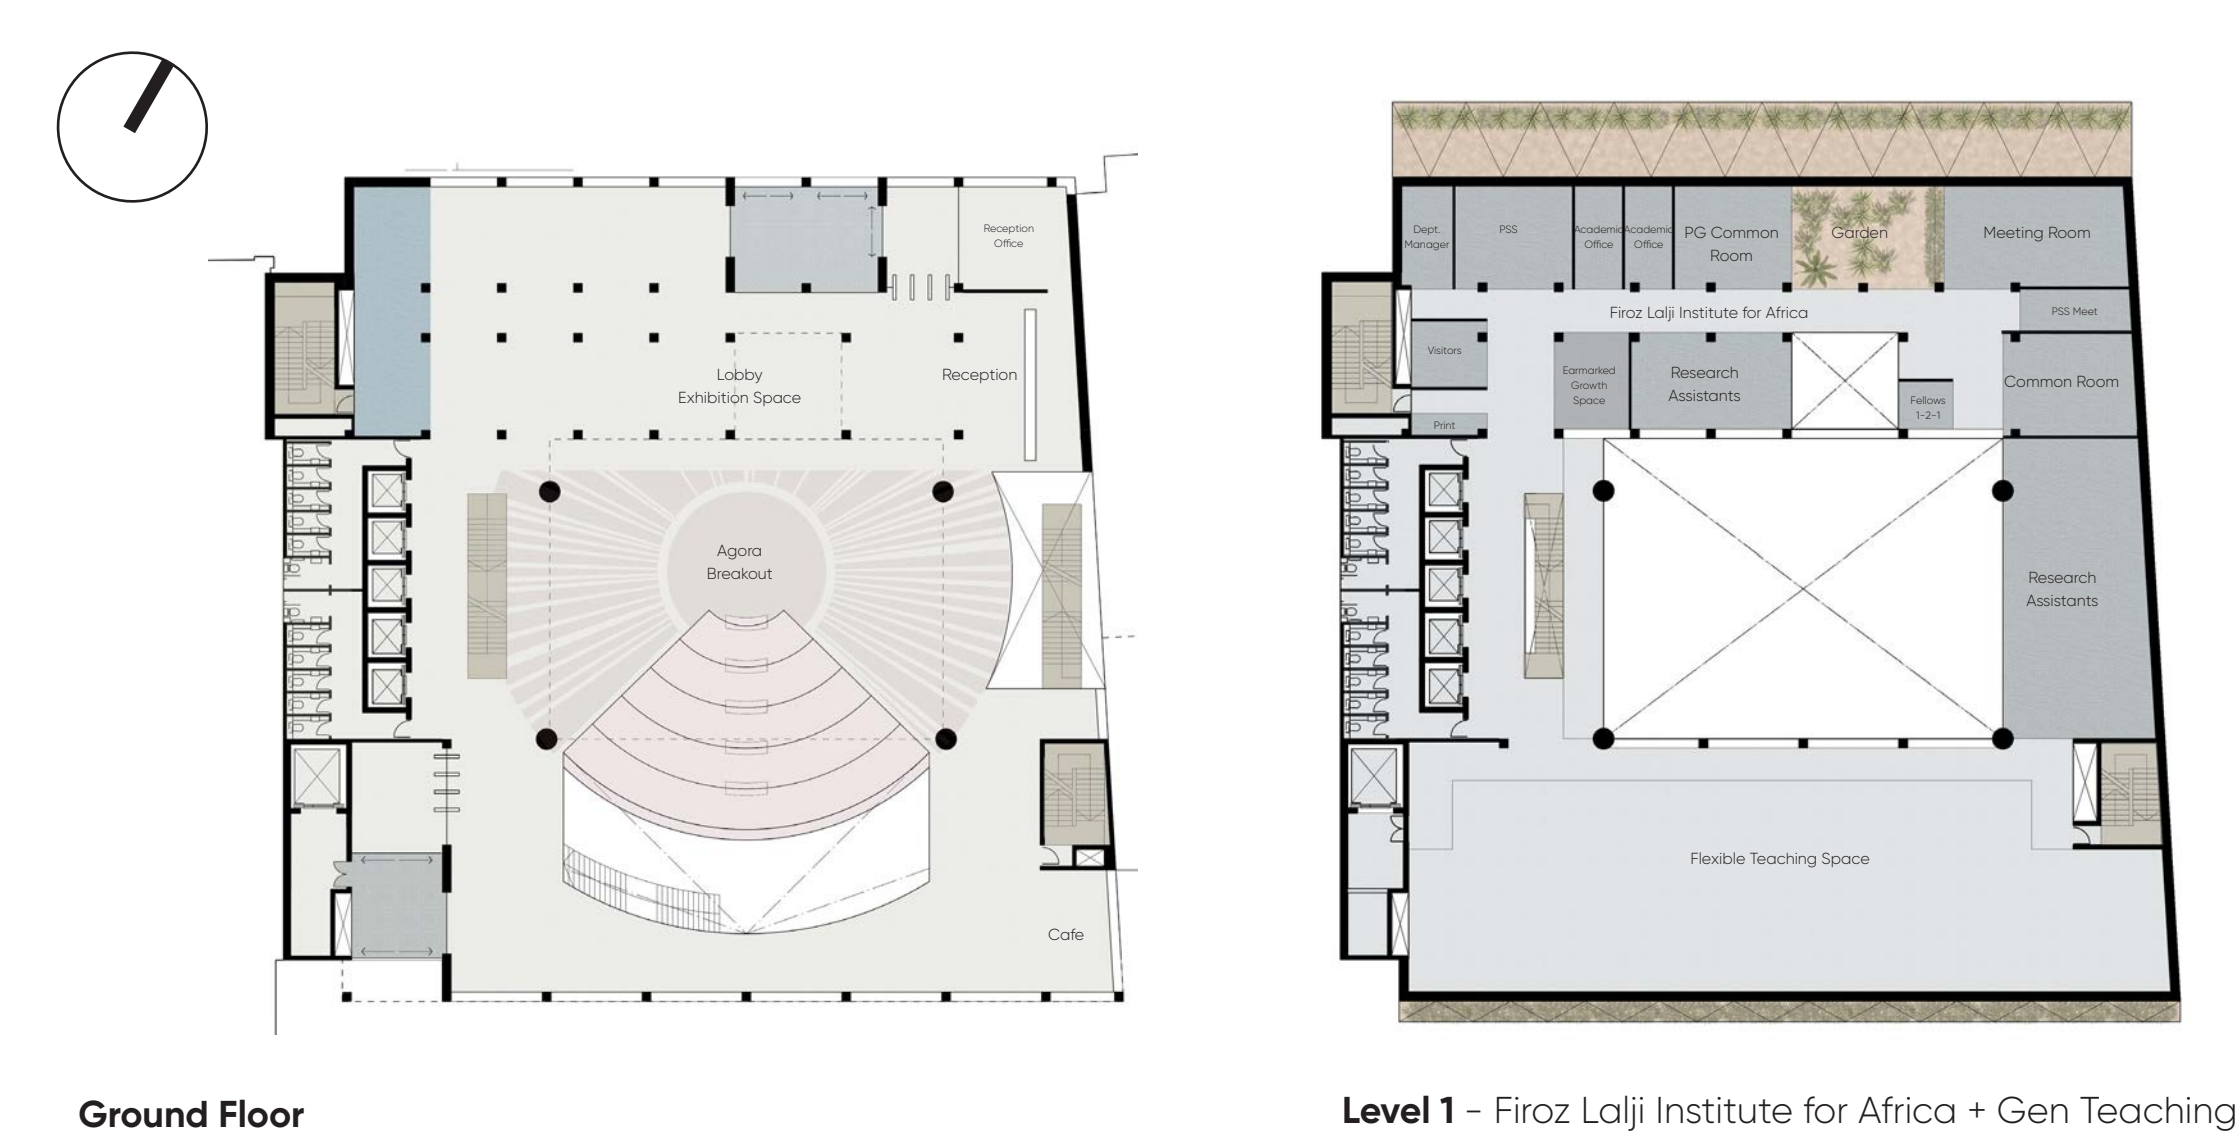 Reception
Office
Lobby
Exhibition Space
Reception
Agora
Breakout
Cafe
Ground Floor
Dept.
Manager
PSS
Academic
Office
Academic
Office
PG Common
Room
Garden
Meeting Room
Firoz Lalji Institute for Africa
PSS Meet
Visitors
Earmarked
Growth
Space
Research
Assistants
Fellows
1-2-1
Common Room
Print
Research
Assistants
Flexible Teaching Space
Level 1 - Firoz Lalji Institute for Africa + Gen Teaching